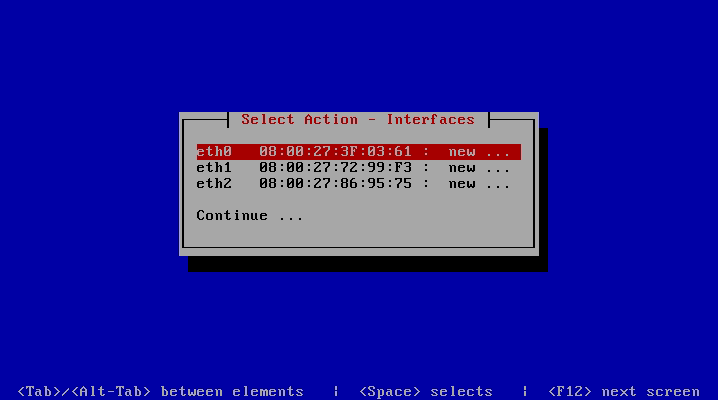 Select Action - Interfaces
eth0 08:00:27:3F:03:61 : new ...
eth1 08:00:27:72:99:F3 : new ...
eth2 08:00:27:86:95:75 : new ...
Continue ...
<Tab>/<Alt-Tab> between elements | <Space> selects | <F12> next screen